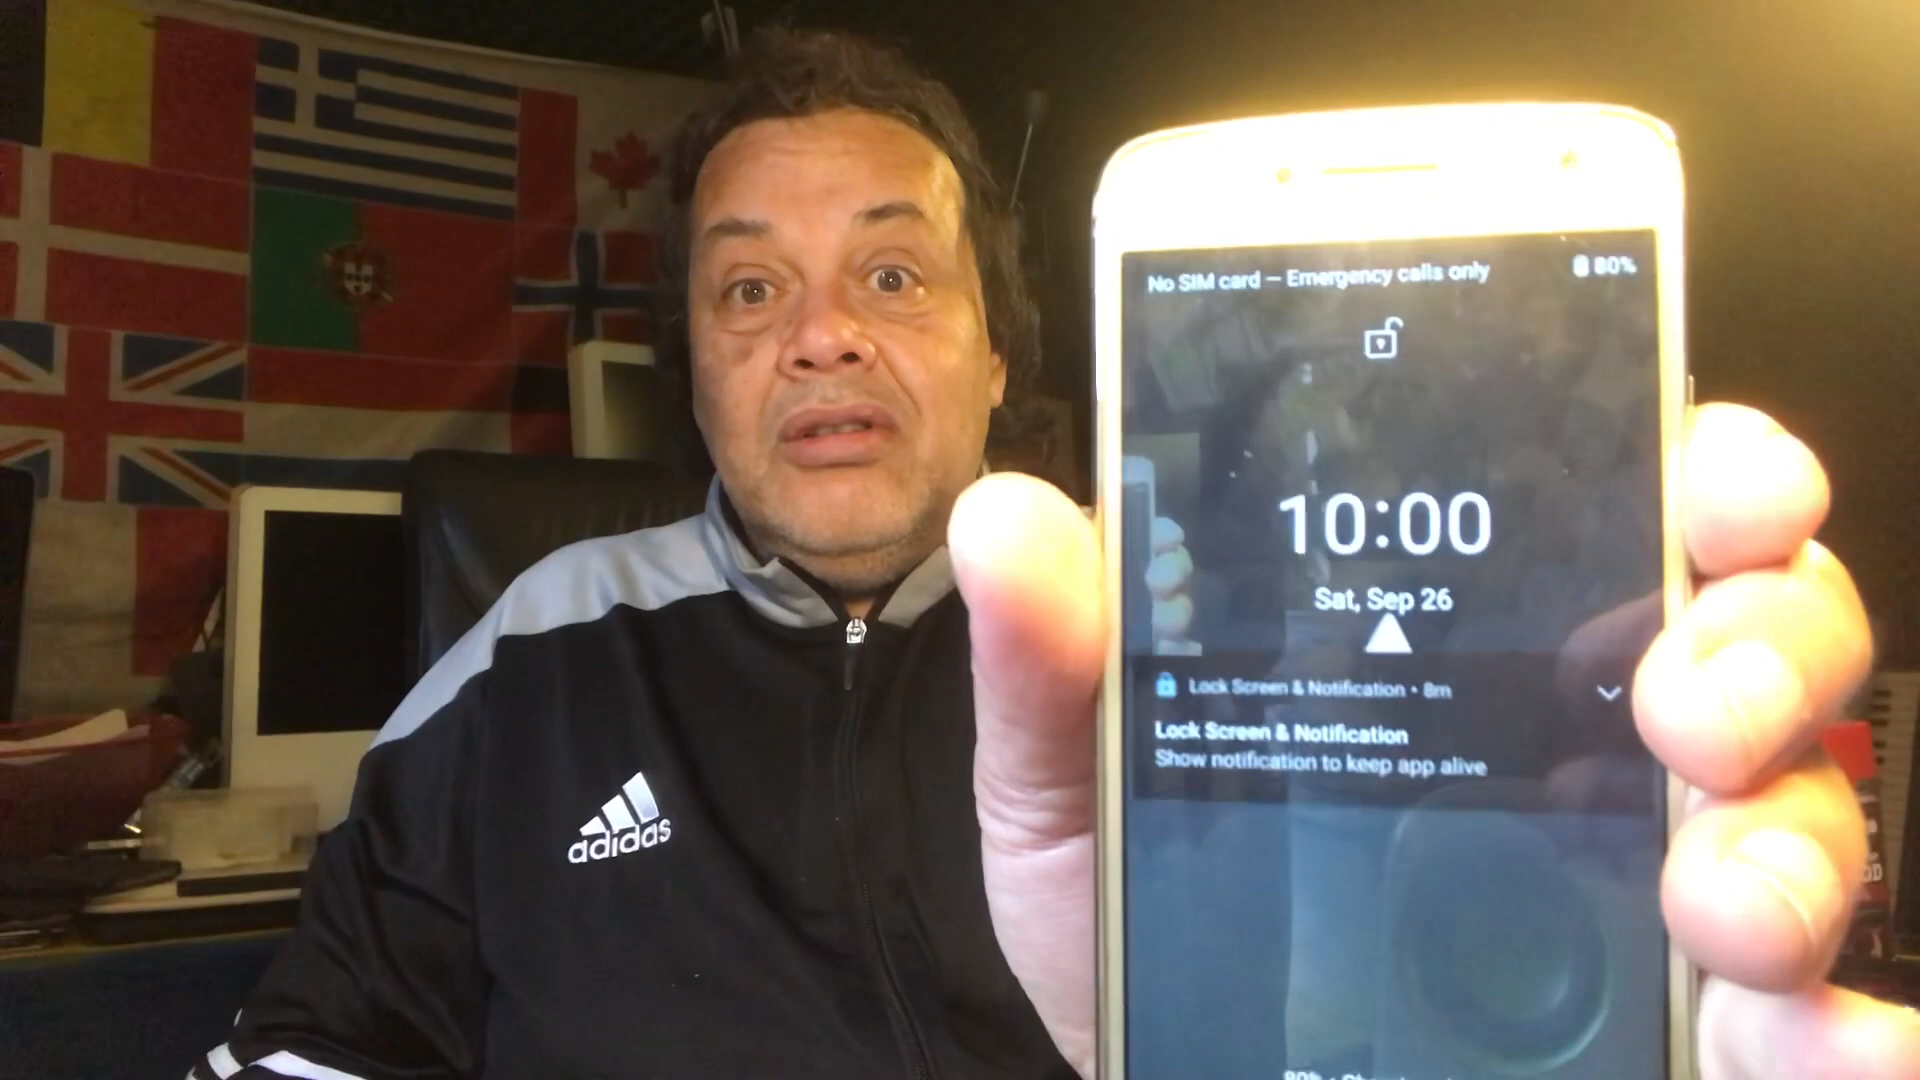 No SIM card — Emergency calls only
80%
10:00
Sat, Sep 26
Lock Screen & Notification • 8m
Lock Screen & Notification
Show notification to keep app alive
adidas